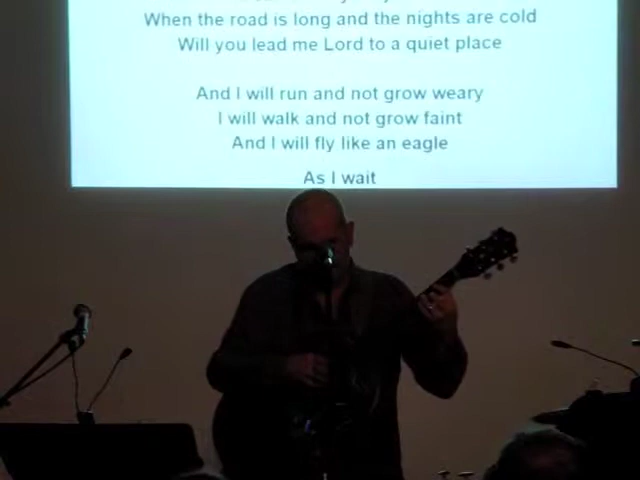 When the road is long and the nights are cold
Will you lead me Lord to a quiet place
And I will run and not grow weary
I will walk and not grow faint
And I will fly like an eagle
As I wait